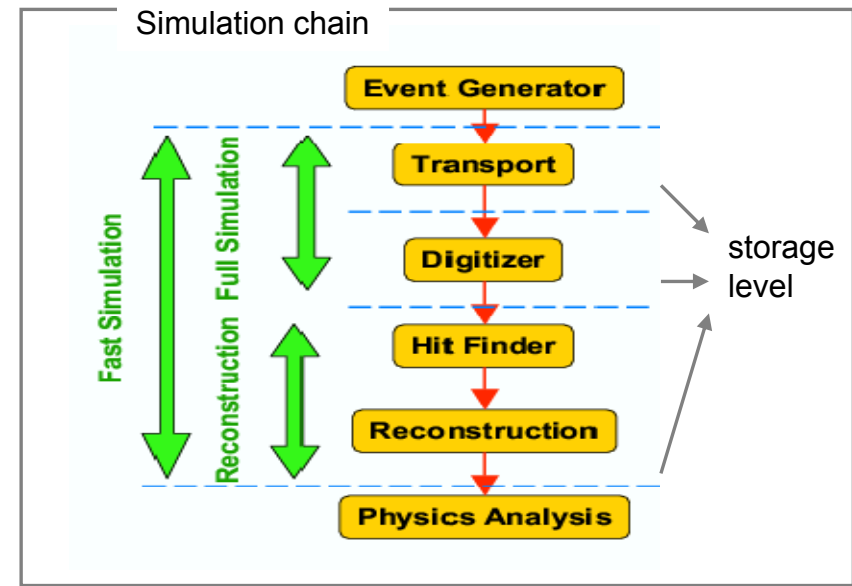 Simulation chain
Event Generator
Transport
Digitizer
Hit Finder
Reconstruction
Physics Analysis
Fast Simulation
Full Simulation
Reconstruction
storage
level